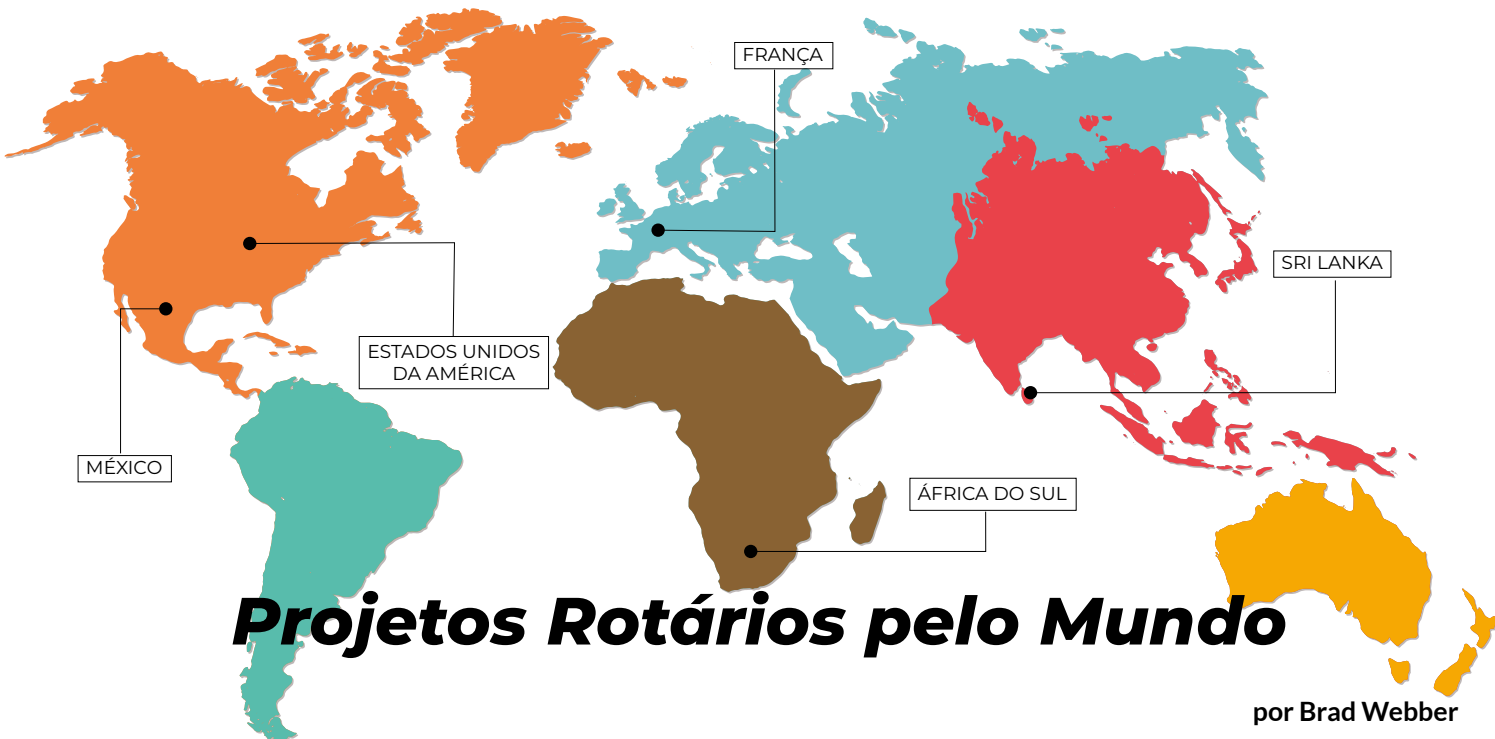 FRANÇA
SRI LANKA
ESTADOS UNIDOS
DA AMÉRICA
MÉXICO
ÁFRICA DO SUL
Projetos Rotários pelo Mundo
por Brad Webber